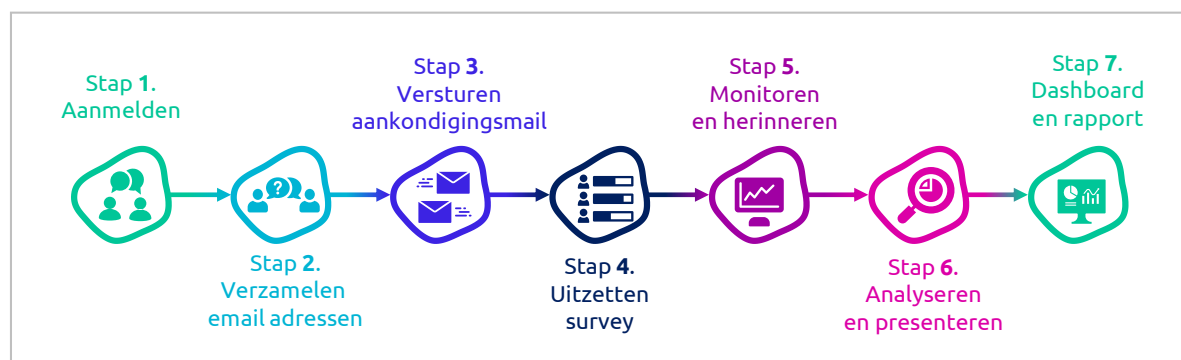 Stap 1.
Aanmelden
Stap 2.
Verzamelen
email adressen
Stap 3.
Versturen
aankondigingsmail
Stap 4.
Uitzetten
survey
Stap 5.
Monitoren
en herinneren
Stap 6.
Analyseren
en presenteren
Stap 7.
Dashboard
en rapport
?